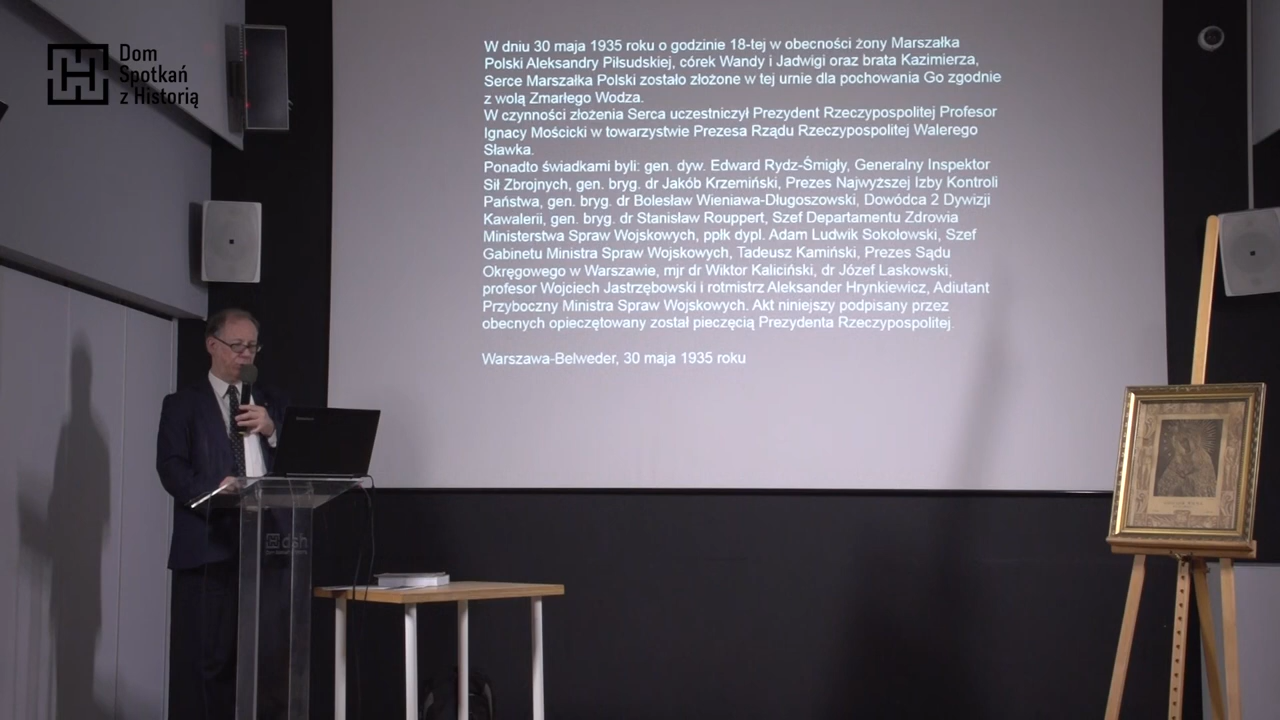 Dom
Spotkań
z Historią
W dniu 30 maja 1935 roku o godzinie 18-tej w obecności żony Marszałka
Polski Aleksandry Piłsudskiej, córek Wandy i Jadwigi oraz brata Kazimierza,
Serce Marszałka Polski zostało złożone w tej urnie dla pochowania Go zgodnie
z wolą Zmarłego Wodza.
W czynności złożenia Serca uczestniczył Prezydent Rzeczypospolitej Profesor
Ignacy Mościcki w towarzystwie Prezesa Rządu Rzeczypospolitej Walerego
Sławka.
Ponadto świadkami byli: gen. dyw. Edward Rydz-Śmigły, Generalny Inspektor
Sił Zbrojnych, gen. bryg. dr Jakób Krzemiński, Prezes Najwyższej Izby Kontroli
Państwa, gen. bryg. dr Bolesław Wieniawa-Długoszowski, Dowódca 2 Dywizji
Kawalerii, gen. bryg. dr Stanisław Rouppert, Szef Departamentu Zdrowia
Ministerstwa Spraw Wojskowych, ppłk dypl. Adam Ludwik Sokołowski, Szef
Gabinetu Ministra Spraw Wojskowych, Tadeusz Kamiński, Prezes Sądu
Okręgowego w Warszawie, mjr dr Wiktor Kaliciński, dr Józef Laskowski,
profesor Wojciech Jastrzębowski i rotmistrz Aleksander Hrynkiewicz, Adiutant
Przyboczny Ministra Spraw Wojskowych. Akt niniejszy podpisany przez
obecnych opieczętowany został pieczęcią Prezydenta Rzeczypospolitej.
Warszawa-Belweder, 30 maja 1935 roku
dsh